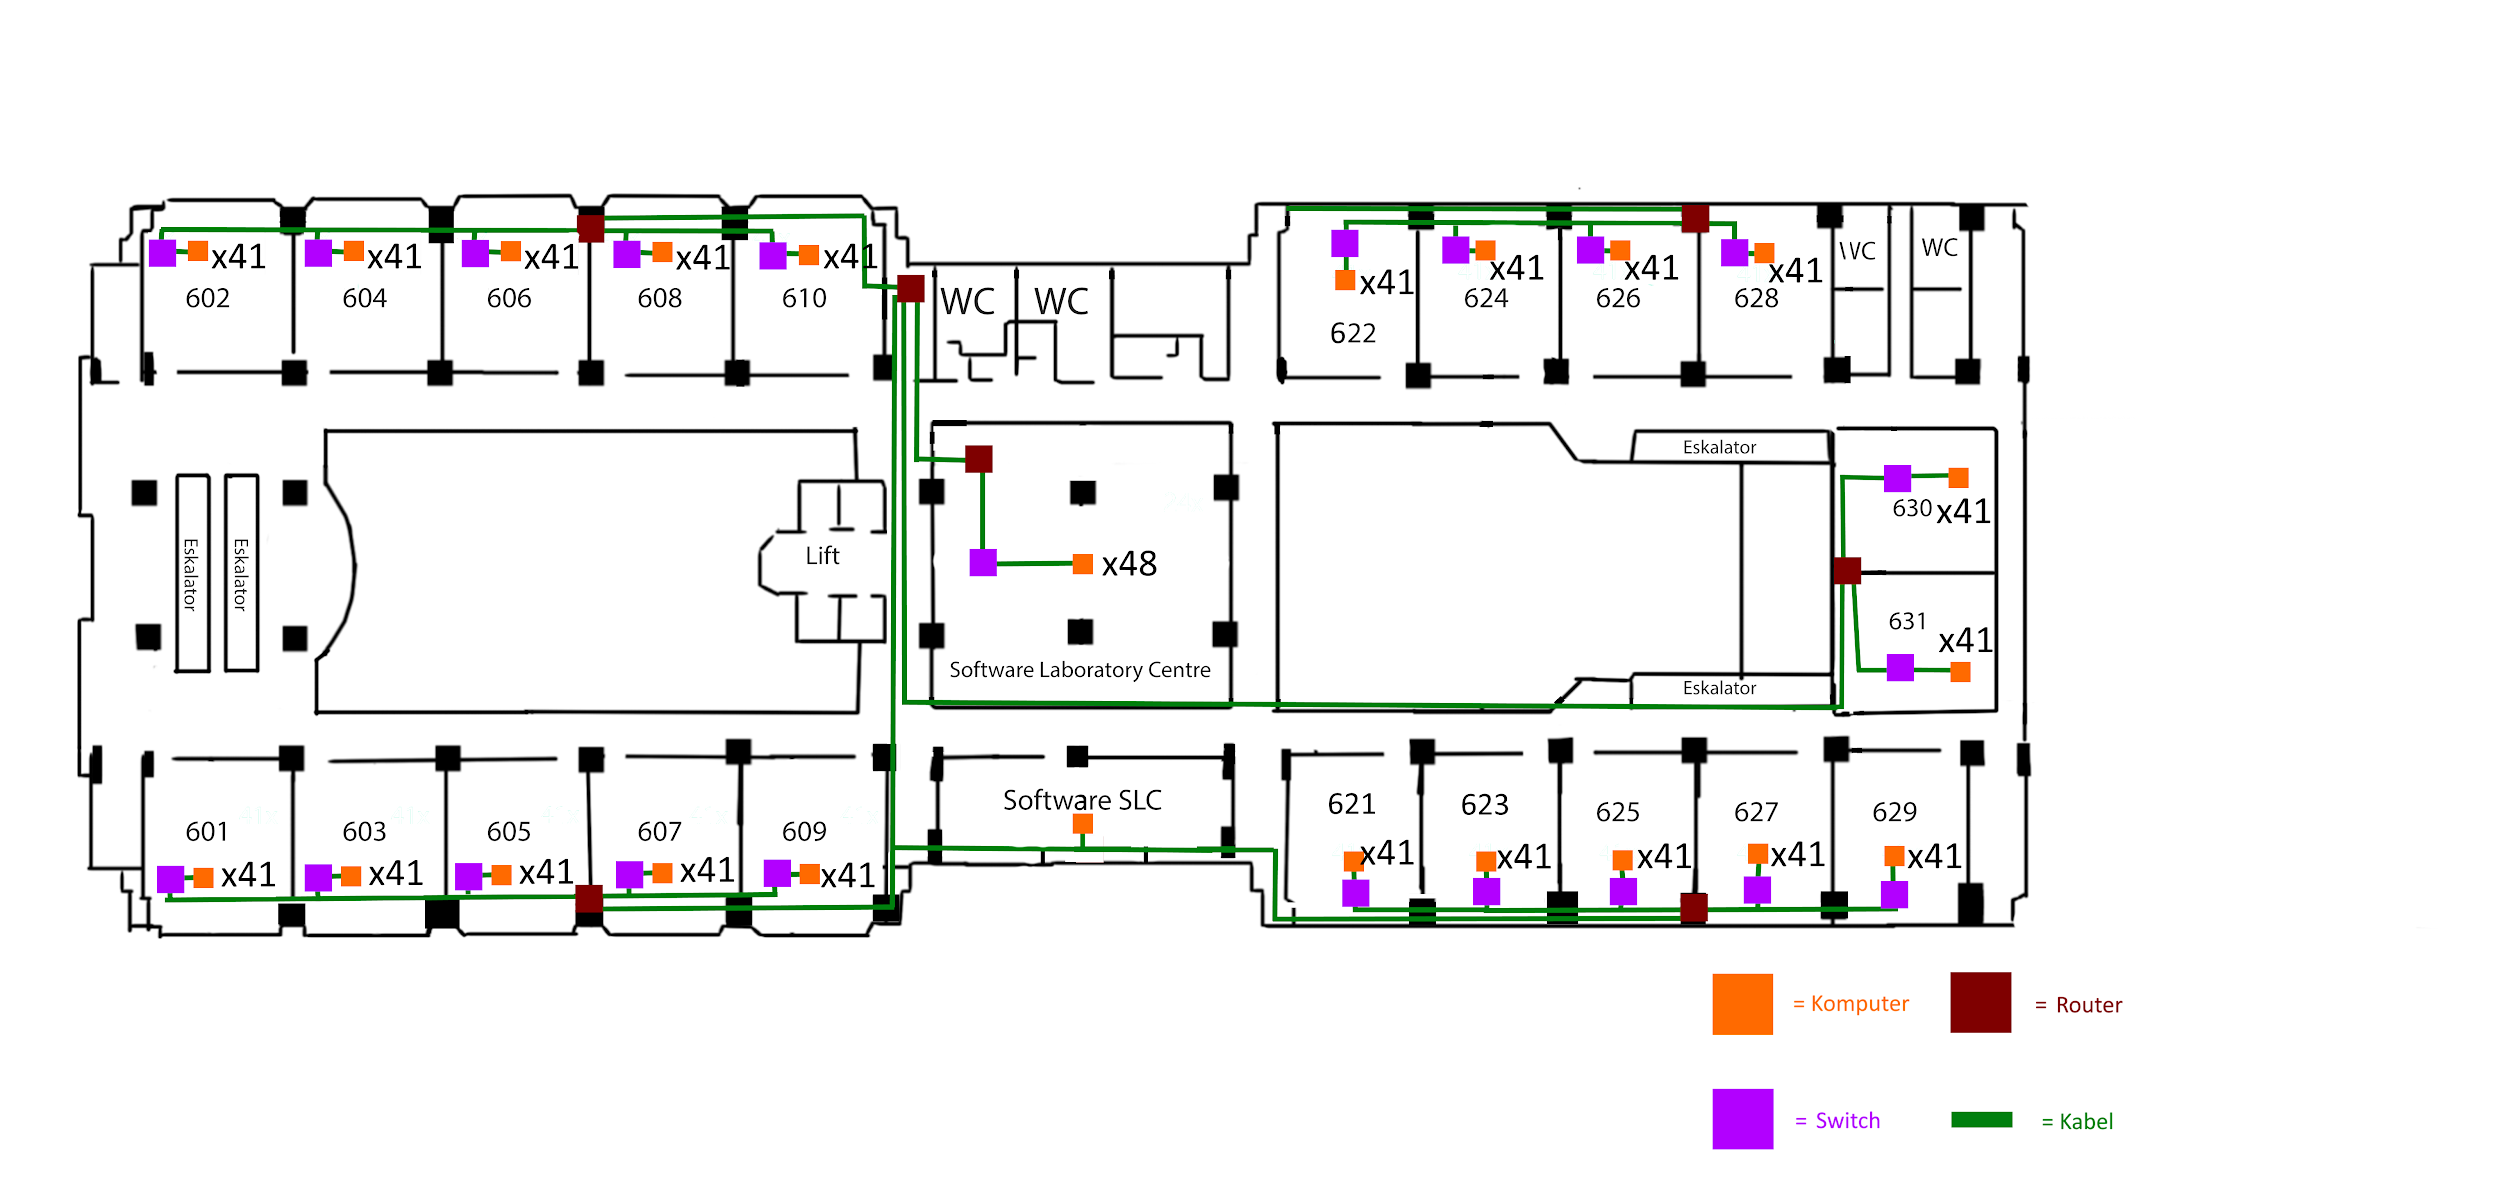 x41
x41
x41
x41
x41
602
604
606
608
610
WC
WC
x41
x41
x41
x41
622
624
626
628
WC
WC
Eskalator
Eskalator
Lift
x48
Software Laboratory Centre
Eskalator
630
x41
631
x41
Eskalator
601
603
605
607
609
x41
x41
x41
x41
x41
Software SLC
621
623
625
627
629
x41
x41
x41
x41
x41
= Komputer
= Router
= Switch
= Kabel